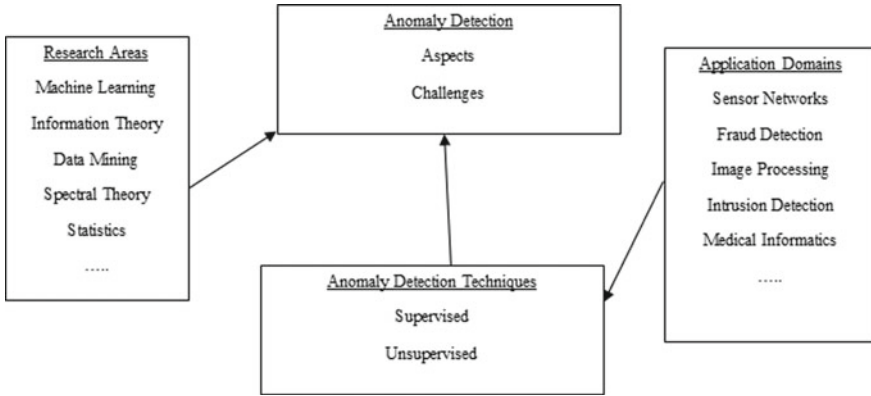 Research Areas
Machine Learning
Information Theory
Data Mining
Spectral Theory
Statistics
.....
Anomaly Detection
Aspects
Challenges
Anomaly Detection Techniques
Supervised
Unsupervised
Application Domains
Sensor Networks
Fraud Detection
Image Processing
Intrusion Detection
Medical Informatics
.....